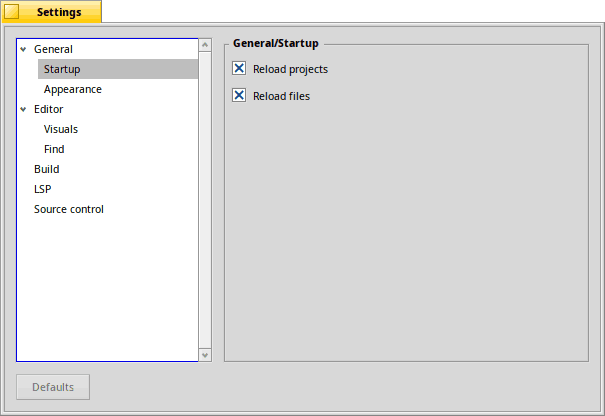 Settings
General
Startup
Appearance
Editor
Visuals
Find
Build
LSP
Source control
General/Startup
Reload projects
Reload files
Defaults